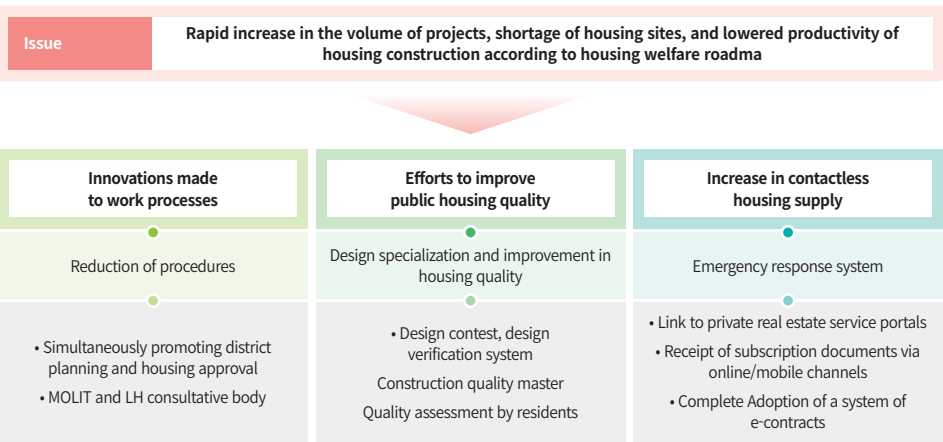 Issue
Rapid increase in the volume of projects, shortage of housing sites, and lowered productivity of
housing construction according to housing welfare roadma
Innovations made
to work processes
Reduction of procedures
• Simultaneously promoting district
planning and housing approval
• MOLIT and LH consultative body
Efforts to improve
public housing quality
Design specialization and improvement in
housing quality
• Design contest, design
verification system
Construction quality master
Quality assessment by residents
Increase in contactless
housing supply
Emergency response system
• Link to private real estate service portals
• Receipt of subscription documents via
online/mobile channels
• Complete Adoption of a system of
e-contracts